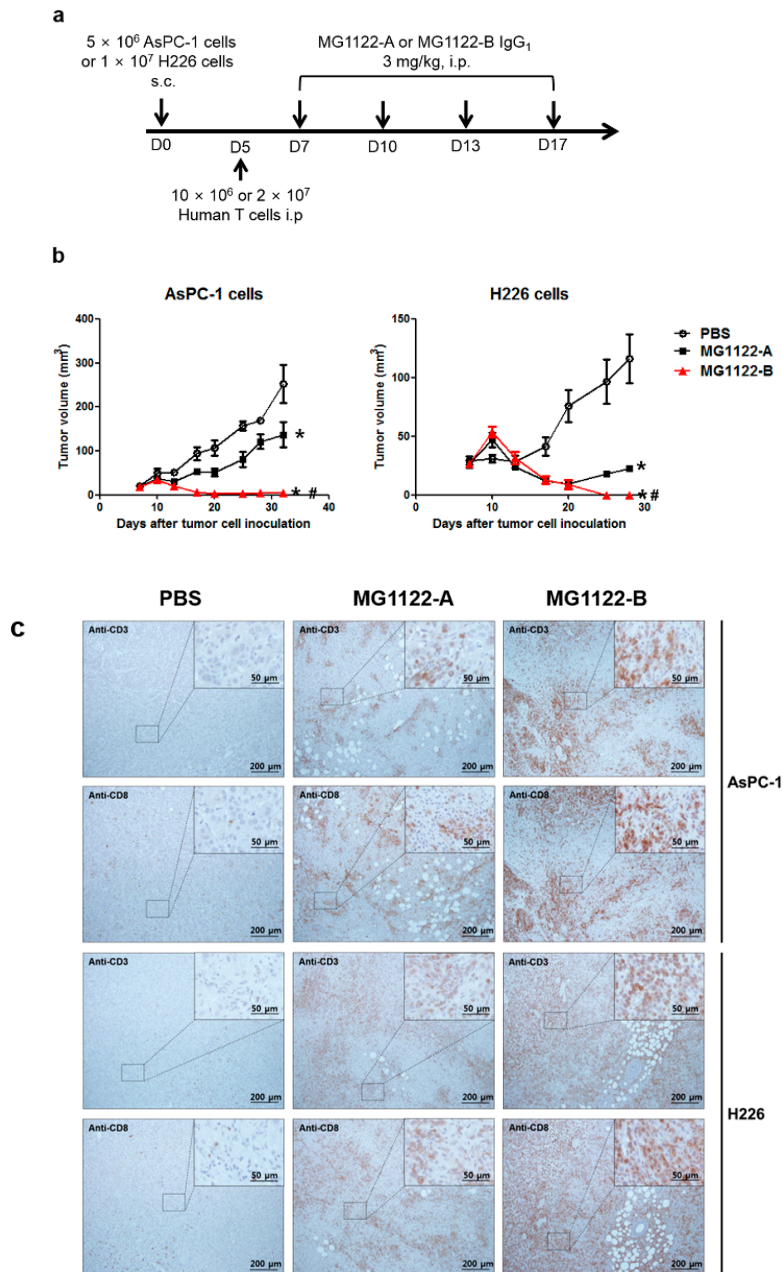 a
5 × 10⁶ AsPC-1 cells
or 1 × 10⁷ H226 cells
s.c.
MG1122-A or MG1122-B IgG₁
3 mg/kg, i.p.
D0
D5
D7
D10
D13
D17
10 × 10⁶ or 2 × 10⁷
Human T cells i.p
b
AsPC-1 cells
Tumor volume (mm³)
400
300
200
100
0
0
10
20
30
40
Days after tumor cell inoculation
*
* #
H226 cells
Tumor volume (mm³)
150
100
50
0
0
10
20
30
Days after tumor cell inoculation
*
*#
PBS
MG1122-A
MG1122-B
c
PBS
MG1122-A
MG1122-B
Anti-CD3
50 µm
200 µm
Anti-CD3
50 µm
200 µm
Anti-CD3
50 µm
200 µm
Anti-CD8
50 µm
200 µm
Anti-CD8
50 µm
200 µm
Anti-CD8
50 µm
200 µm
AsPC-1
Anti-CD3
50 µm
200 µm
Anti-CD3
50 µm
200 µm
Anti-CD3
50 µm
200 µm
Anti-CD8
50 µm
200 µm
Anti-CD8
50 µm
200 µm
Anti-CD8
50 µm
200 µm
H226